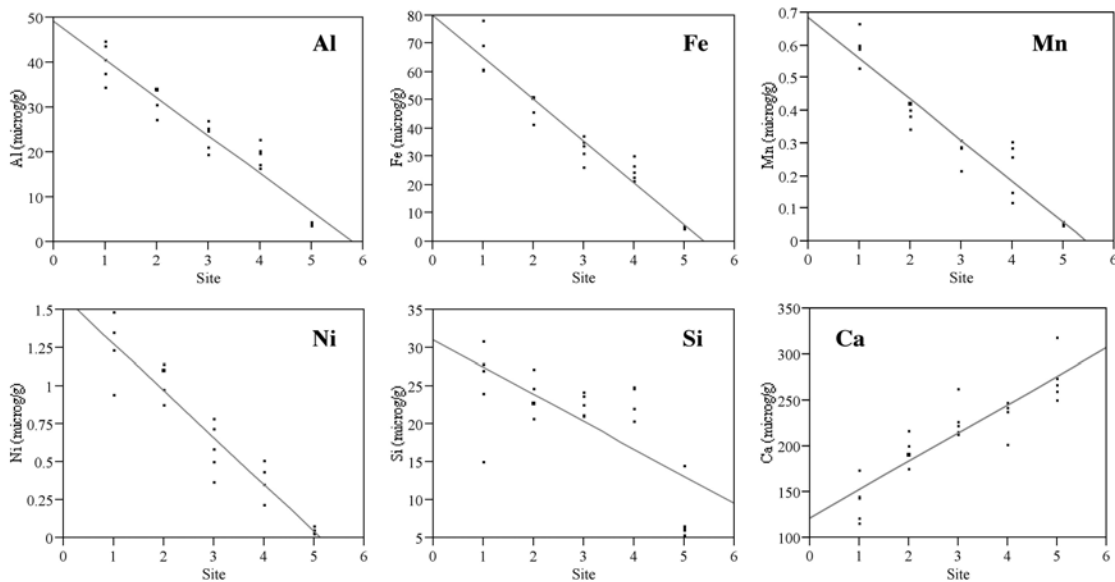 Al
Al (microg/g)
50
40
30
20
10
0
0 1 2 3 4 5 6
Site
Fe
Fe (microg/g)
80
70
60
50
40
30
20
10
0
0 1 2 3 4 5 6
Site
Mn
Mn (microg/g)
0.7
0.6
0.5
0.4
0.3
0.2
0.1
0
0 1 2 3 4 5 6
Site
Ni
Ni (microg/g)
1.5
1.25
1
0.75
0.5
0.25
0
0 1 2 3 4 5 6
Site
Si
Si (microg/g)
35
30
25
20
15
10
5
0 1 2 3 4 5 6
Site
Ca
Ca (microg/g)
350
300
250
200
150
100
0 1 2 3 4 5 6
Site